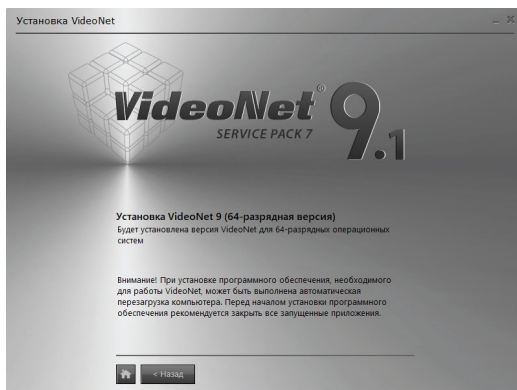 Установка VideoNet
VideoNet® 9.1
SERVICE PACK 7
Установка VideoNet 9 (64-разрядная версия)
Будет установлена версия VideoNet для 64-разрядных операционных
систем
Внимание! При установке программного обеспечения, необходимого
для работы VideoNet, может быть выполнена автоматическая
перезагрузка компьютера. Перед началом установки программного
обеспечения рекомендуется закрыть все запущенные приложения.
< Назад